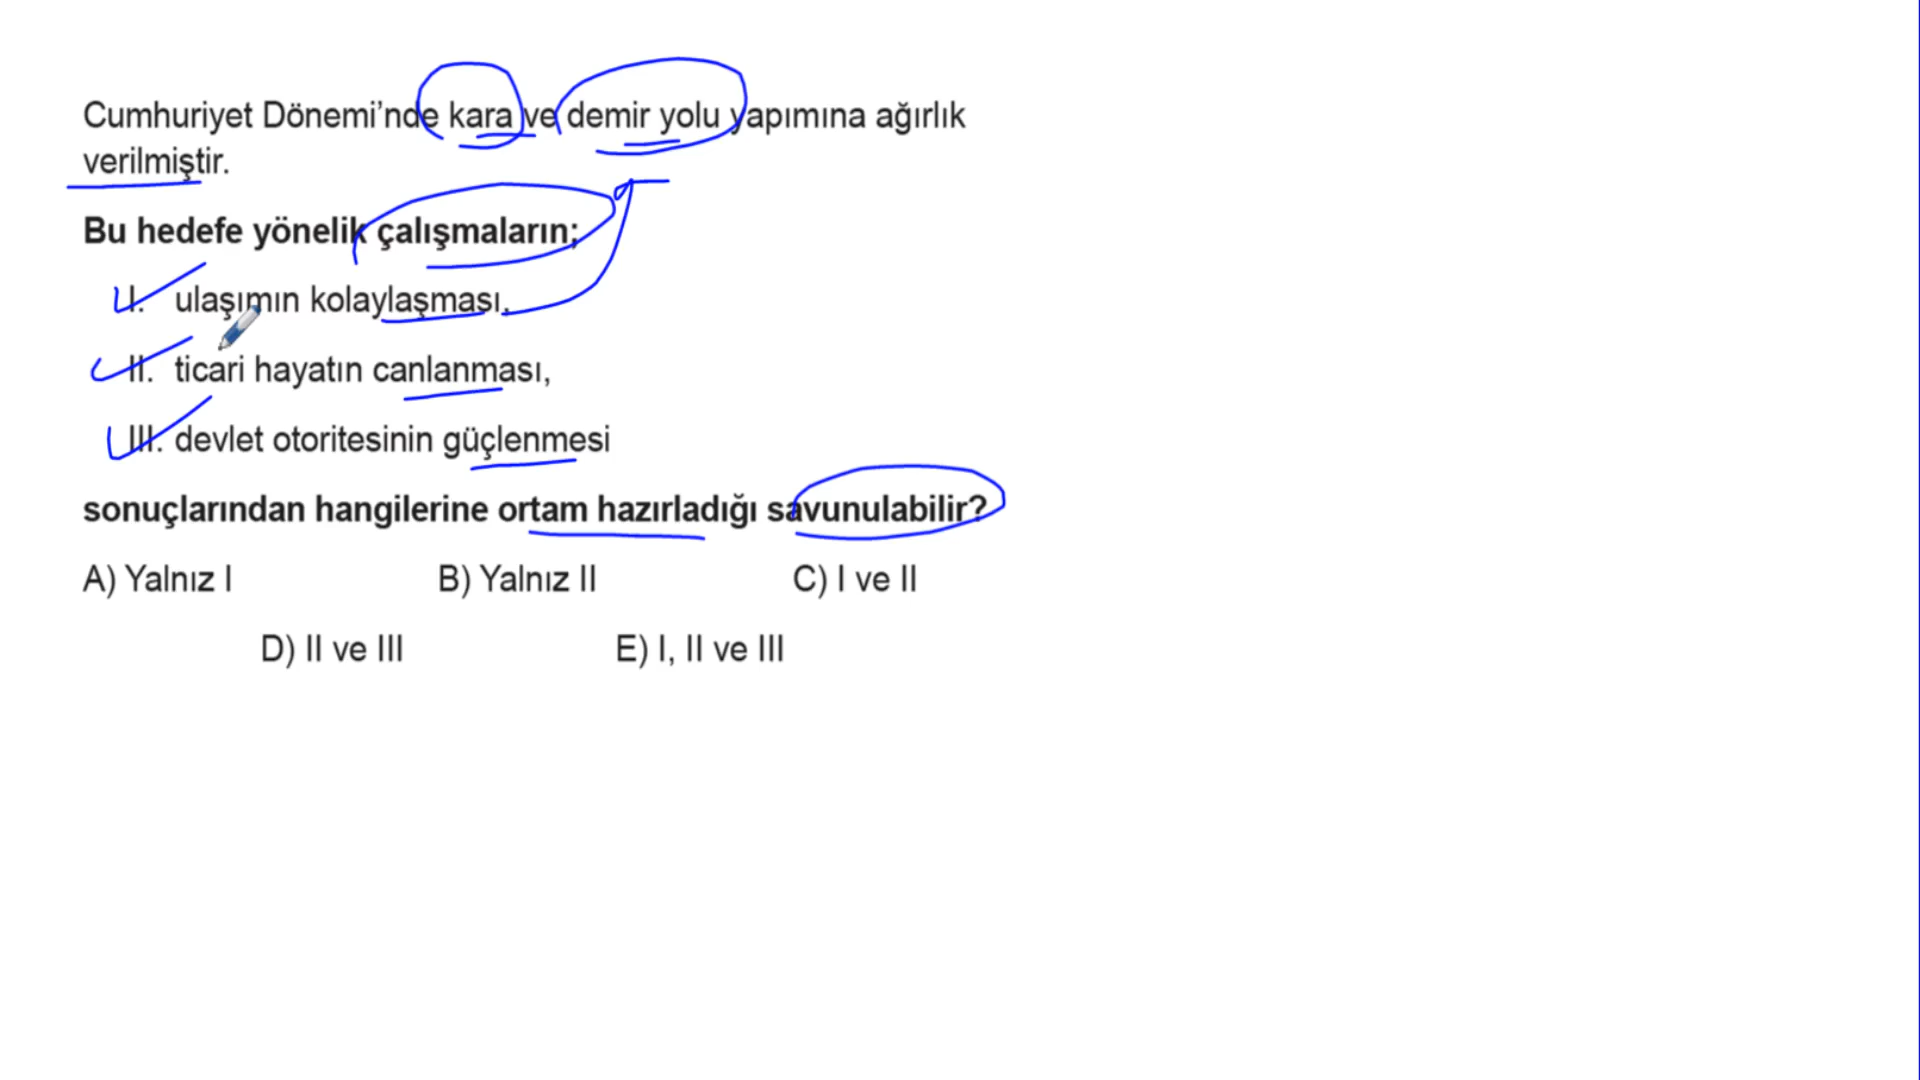 Cumhuriyet Dönemi’nde kara ve demir yolu yapımına ağırlık
verilmiştir.
Bu hedefe yönelik çalışmaların;
I. ulaşımın kolaylaşması,
II. ticari hayatın canlanması,
III. devlet otoritesinin güçlenmesi
sonuçlarından hangilerine ortam hazırladığı savunulabilir?
A) Yalnız I B) Yalnız II C) I ve II
D) II ve III E) I, II ve III